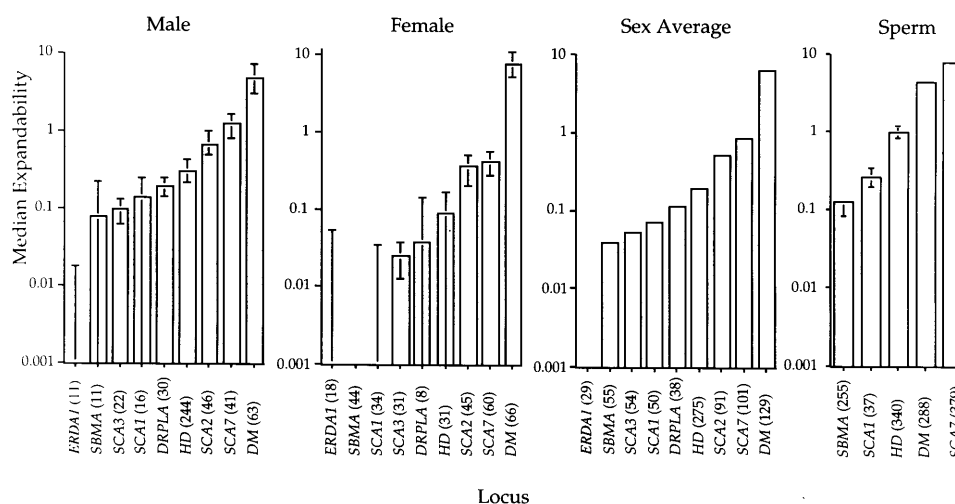 Male
Female
Sex Average
Sperm
Median Expandability
10
1
0.1
0.01
0.001
ERDA1 (11)
SBMA (11)
SCA3 (22)
SCA1 (16)
DRPLA (30)
HD (244)
SCA2 (46)
SCA7 (41)
DM (63)
10
1
0.1
0.01
0.001
ERDA1 (18)
SBMA (44)
SCA1 (34)
SCA3 (31)
DRPLA (8)
HD (31)
SCA2 (45)
SCA7 (60)
DM (66)
10
1
0.1
0.01
0.001
ERDA1 (29)
SBMA (55)
SCA3 (54)
SCA1 (50)
DRPLA (38)
HD (275)
SCA2 (91)
SCA7 (101)
DM (129)
10
1
0.1
0.01
0.001
SBMA (255)
SCA1 (37)
HD (340)
DM (288)
Locus